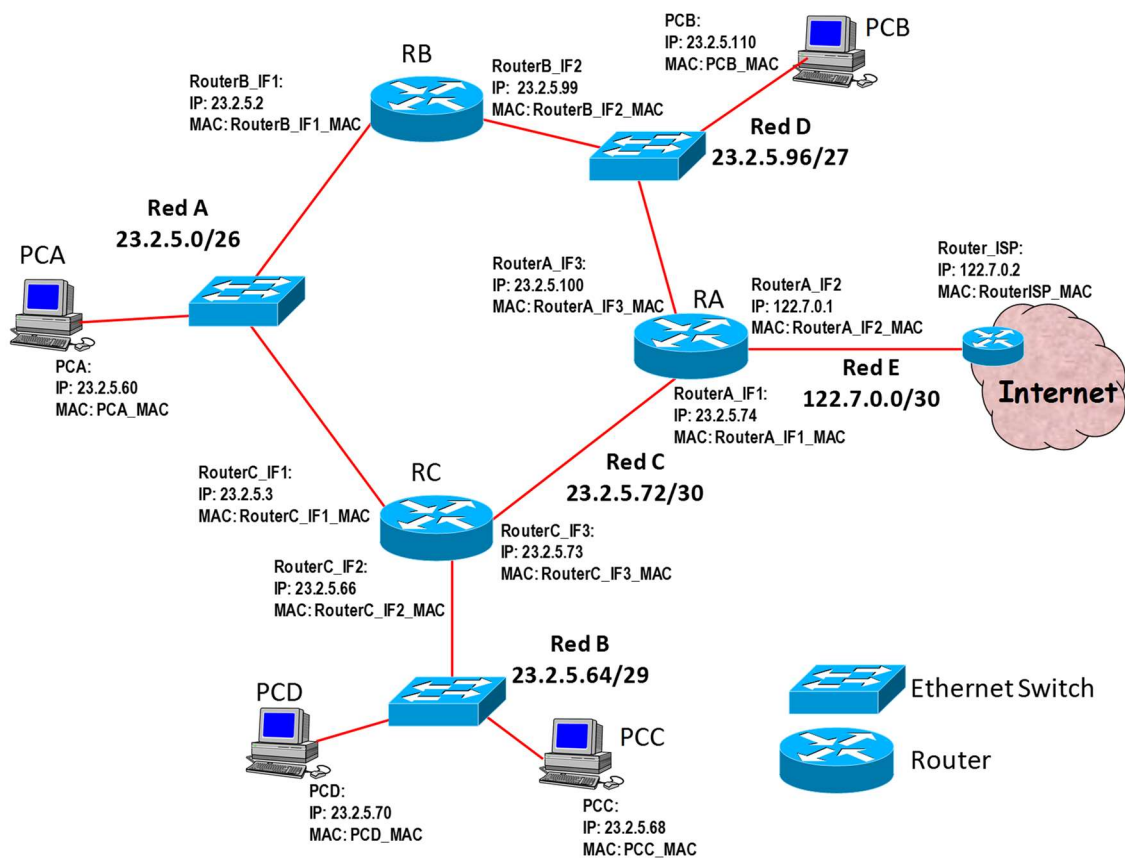 PCB:
IP: 23.2.5.110
MAC: PCB_MAC
PCB
RB
RouterB_IF1:
IP: 23.2.5.2
MAC: RouterB_IF1_MAC
RouterB_IF2
IP: 23.2.5.99
MAC: RouterB_IF2_MAC
Red D
23.2.5.96/27
Red A
23.2.5.0/26
PCA
PCA:
IP: 23.2.5.60
MAC: PCA_MAC
RouterA_IF3:
IP: 23.2.5.100
MAC: RouterA_IF3_MAC
RA
RouterA_IF2
IP: 122.7.0.1
MAC: RouterA_IF2_MAC
Router_ISP:
IP: 122.7.0.2
MAC: RouterISP_MAC
Red E
122.7.0.0/30
Internet
RouterA_IF1:
IP: 23.2.5.74
MAC: RouterA_IF1_MAC
Red C
23.2.5.72/30
RouterC_IF1:
IP: 23.2.5.3
MAC: RouterC_IF1_MAC
RC
RouterC_IF3:
IP: 23.2.5.73
MAC: RouterC_IF3_MAC
RouterC_IF2:
IP: 23.2.5.66
MAC: RouterC_IF2_MAC
Red B
23.2.5.64/29
PCD
PCD:
IP: 23.2.5.70
MAC: PCD_MAC
PCC
PCC:
IP: 23.2.5.68
MAC: PCC_MAC
Ethernet Switch
Router